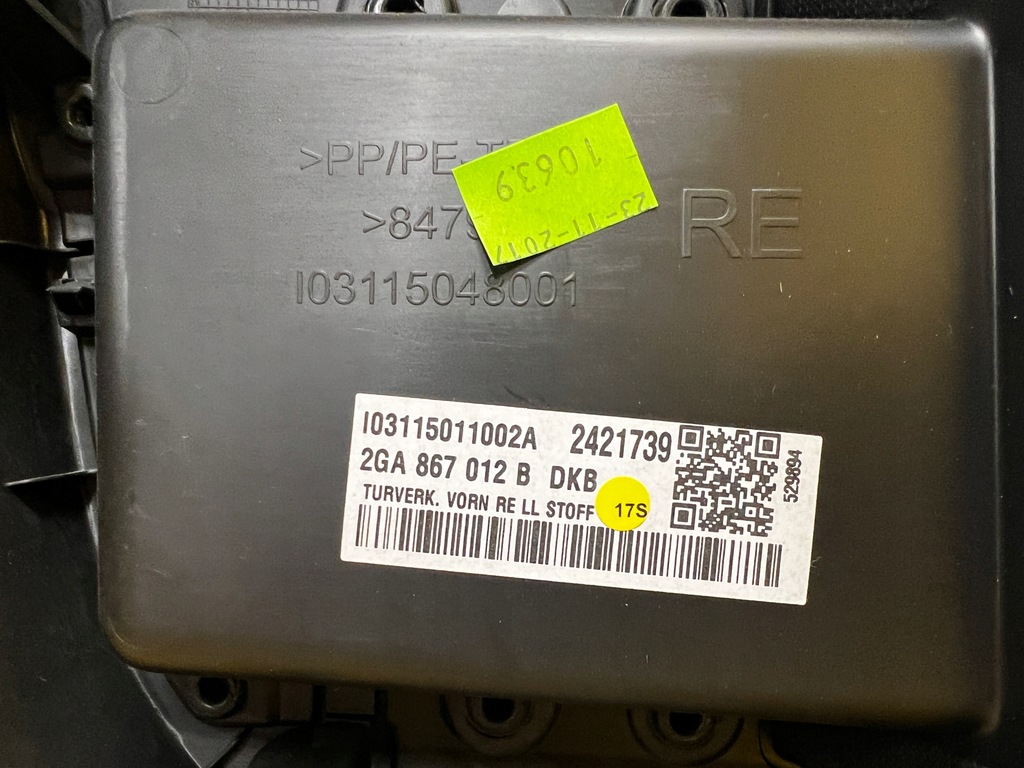 >PP/PE-T
10639
23-11-2017
>847
RE
I03115048001
I03115011002A 2421739
2GA 867 012 B DKB
529894
TURVERK. VORN RE LL STOFF
17S